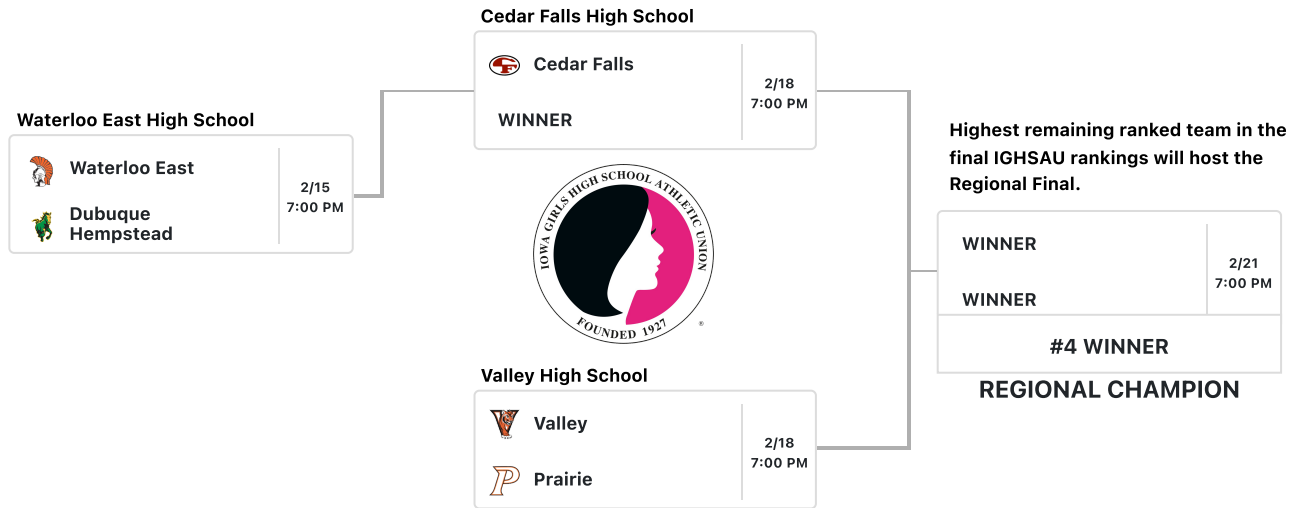 Cedar Falls High School
Cedar Falls
WINNER
2/18
7:00 PM
Waterloo East High School
Waterloo East
Dubuque
Hempstead
2/15
7:00 PM
IOWA GIRLS HIGH SCHOOL ATHLETIC UNION
FOUNDED 1927
®
Highest remaining ranked team in the
final IGHSAU rankings will host the
Regional Final.
WINNER
WINNER
2/21
7:00 PM
#4 WINNER
REGIONAL CHAMPION
Valley High School
Valley
Prairie
2/18
7:00 PM